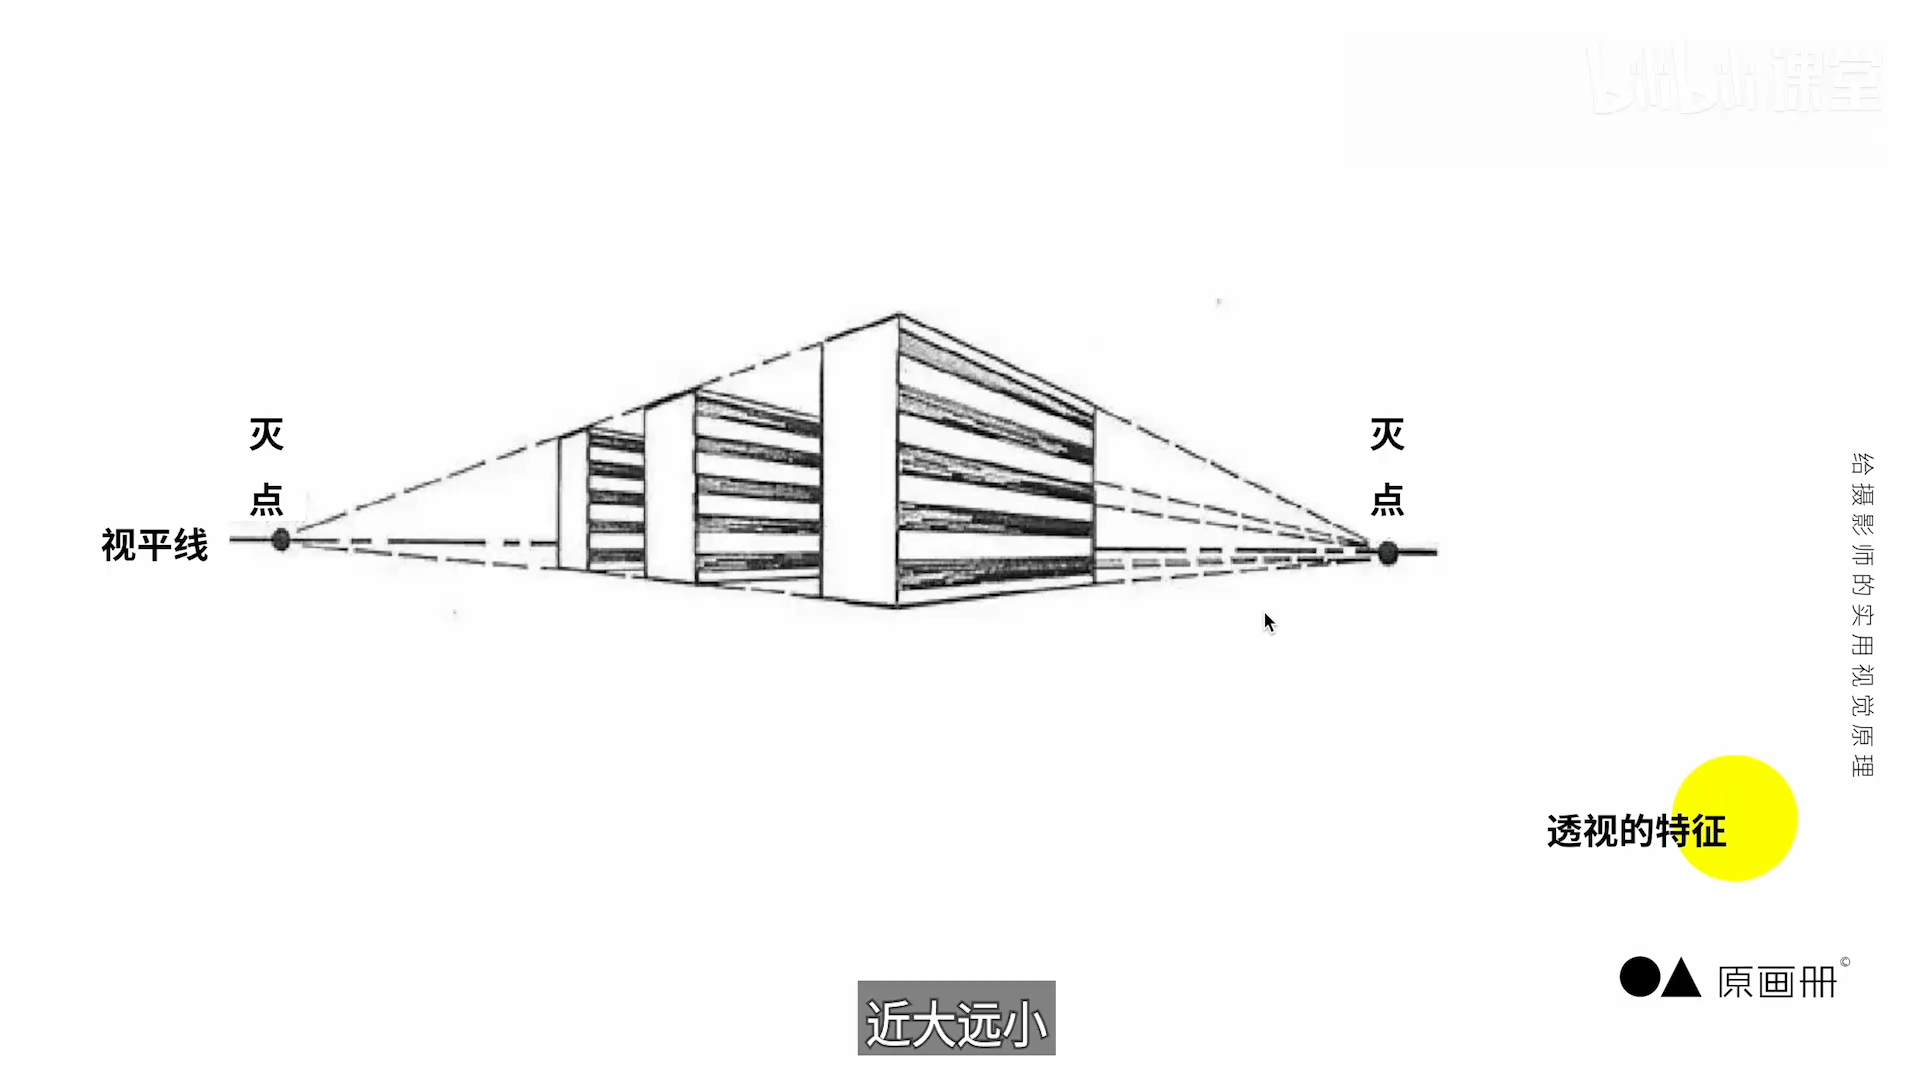 bilibili课堂
灭点
灭点
视平线
给摄影师的实用视觉原理
透视的特征
原画册©
近大远小